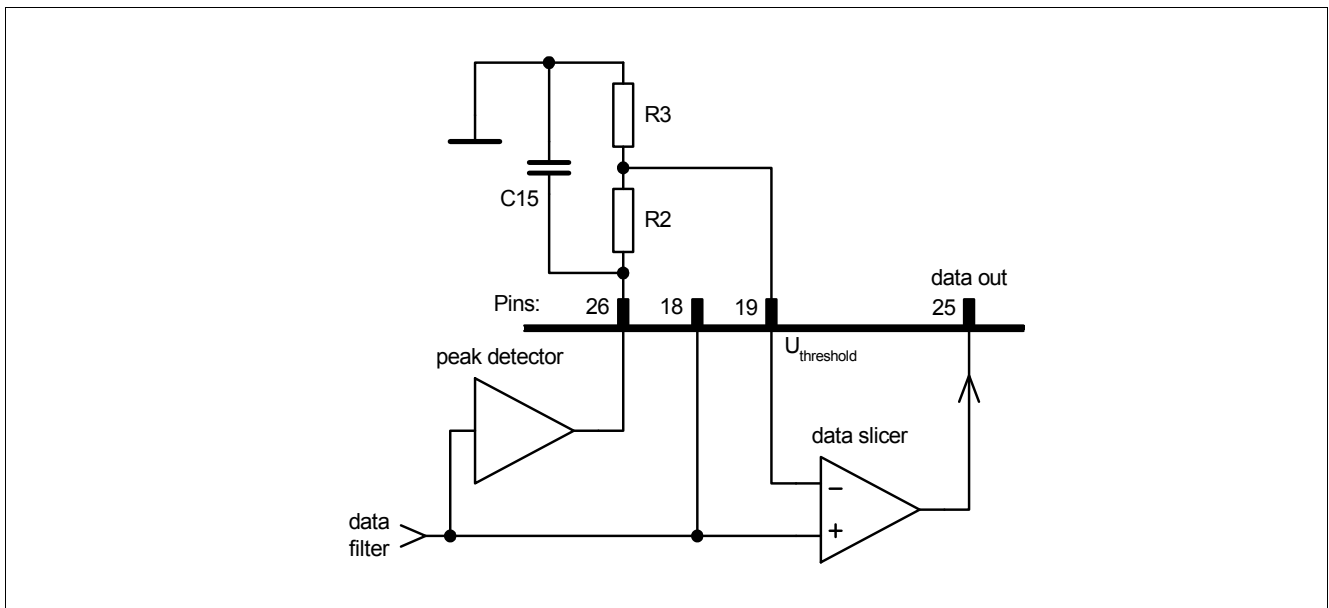 R3
C15
R2
data out
Pins:
26
18
19
25
U threshold
peak detector
data slicer
−
+
data
filter